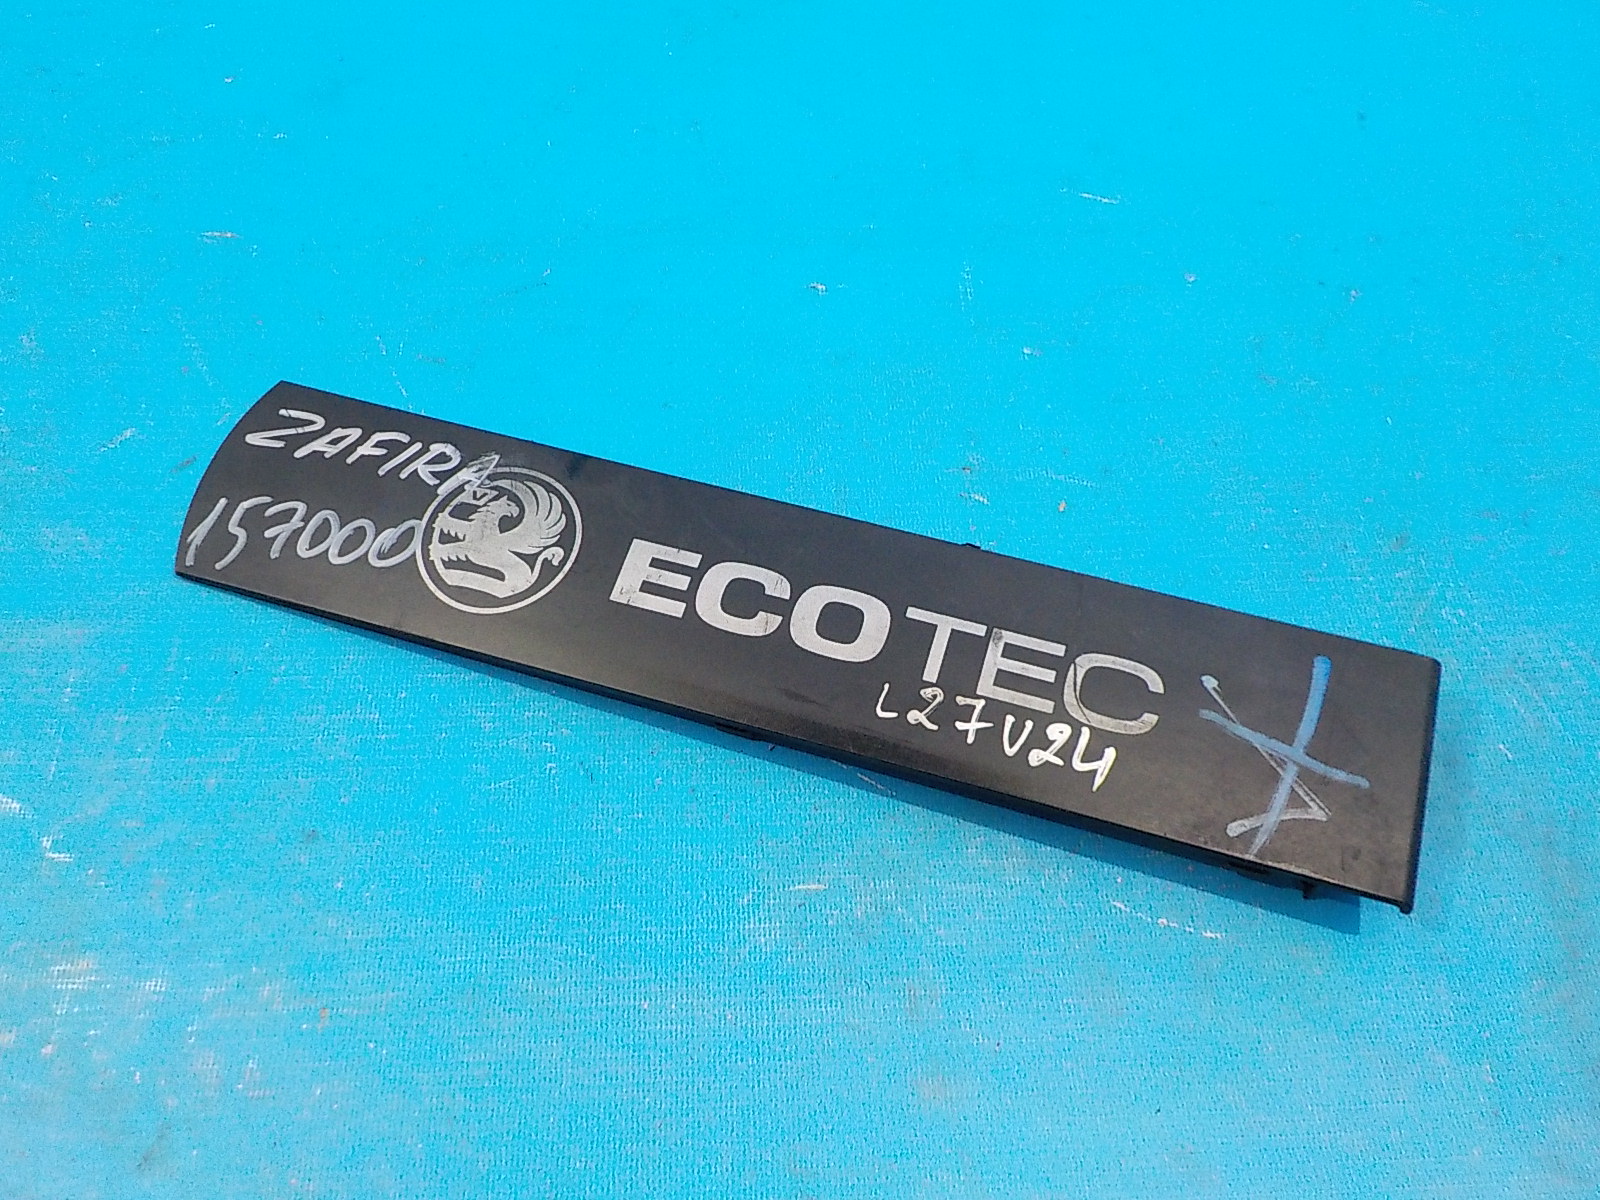 ZAFIRA
157000
ECOTEC
L27V24